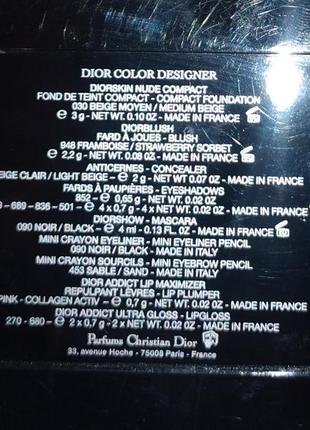 DIOR COLOR DESIGNER
DIORSKIN NUDE COMPACT
FOND DE TEINT COMPACT - COMPACT FOUNDATION
030 BEIGE MOYEN / MEDIUM BEIGE
℮ 3 g - NET WT. 0.10 OZ - MADE IN FRANCE
DIORBLUSH
FARD À JOUES - BLUSH
948 FRAMBOISE / STRAWBERRY SORBET
℮ 2,2 g - NET WT. 0.08 OZ - MADE IN FRANCE
ANTICERNES - CONCEALER
BEIGE CLAIR / LIGHT BEIGE - ℮ 2 g - NET WT. 0.07 OZ - MADE IN FRANCE
FARDS À PAUPIÈRES - EYESHADOWS
852 - ℮ 0,65 g - NET WT. 0.02 OZ
- 689 - 836 - 501 - ℮ 4 x 0,7 g - 4 x NET WT. 0.02 OZ - MADE IN FRANCE
DIORSHOW - MASCARA
090 NOIR / BLACK - ℮ 4 ml - 0.13 FL.OZ. - MADE IN FRANCE
MINI CRAYON EYELINER - MINI EYELINER PENCIL
090 NOIR / BLACK - MADE IN ITALY
MINI CRAYON SOURCILS - MINI EYEBROW PENCIL
453 SABLE / SAND - MADE IN ITALY
DIOR ADDICT LIP MAXIMIZER
REPULPANT LÈVRES - LIP PLUMPER
PINK - COLLAGEN ACTIV - ℮ 0,7 g - NET WT. 0.02 OZ - MADE IN FRANCE
DIOR ADDICT ULTRA GLOSS - LIPGLOSS
270 - 680 - ℮ 2 x 0,7 g - 2 x NET WT. 0.02 OZ - MADE IN FRANCE
Parfums Christian Dior
33, avenue Hoche - 75008 Paris - France